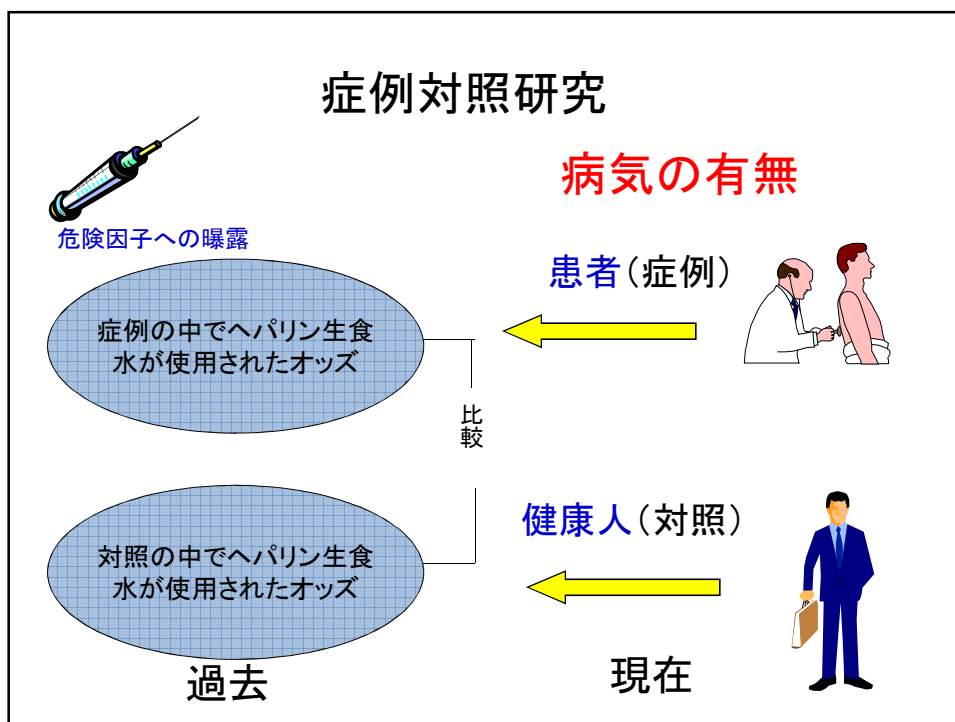 症例対照研究
病気の有無
危険因子への曝露
患者(症例)
症例の中でヘパリン生食
水が使用されたオッズ
比較
健康人(対照)
対照の中でヘパリン生食
水が使用されたオッズ
過去
現在